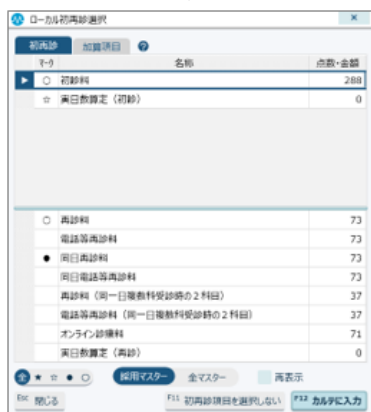 ローカル初再診選択
初再診 加算項目
マーク 名称 点数・金額
○ 初診料 288
☆ 実日数算定（初診） 0
○ 再診料 73
電話等再診料 73
● 同日再診料 73
同日電話等再診料 73
再診料（同一日複数科受診時の２科目） 37
電話等再診料（同一日複数科受診時の２科目） 37
オンライン診療料 71
実日数算定（再診） 0
全 ★ ☆ ● ○ 採用マスター 全マスター 再表示
Esc 閉じる F11 初再診項目を選択しない F12 カルテに入力